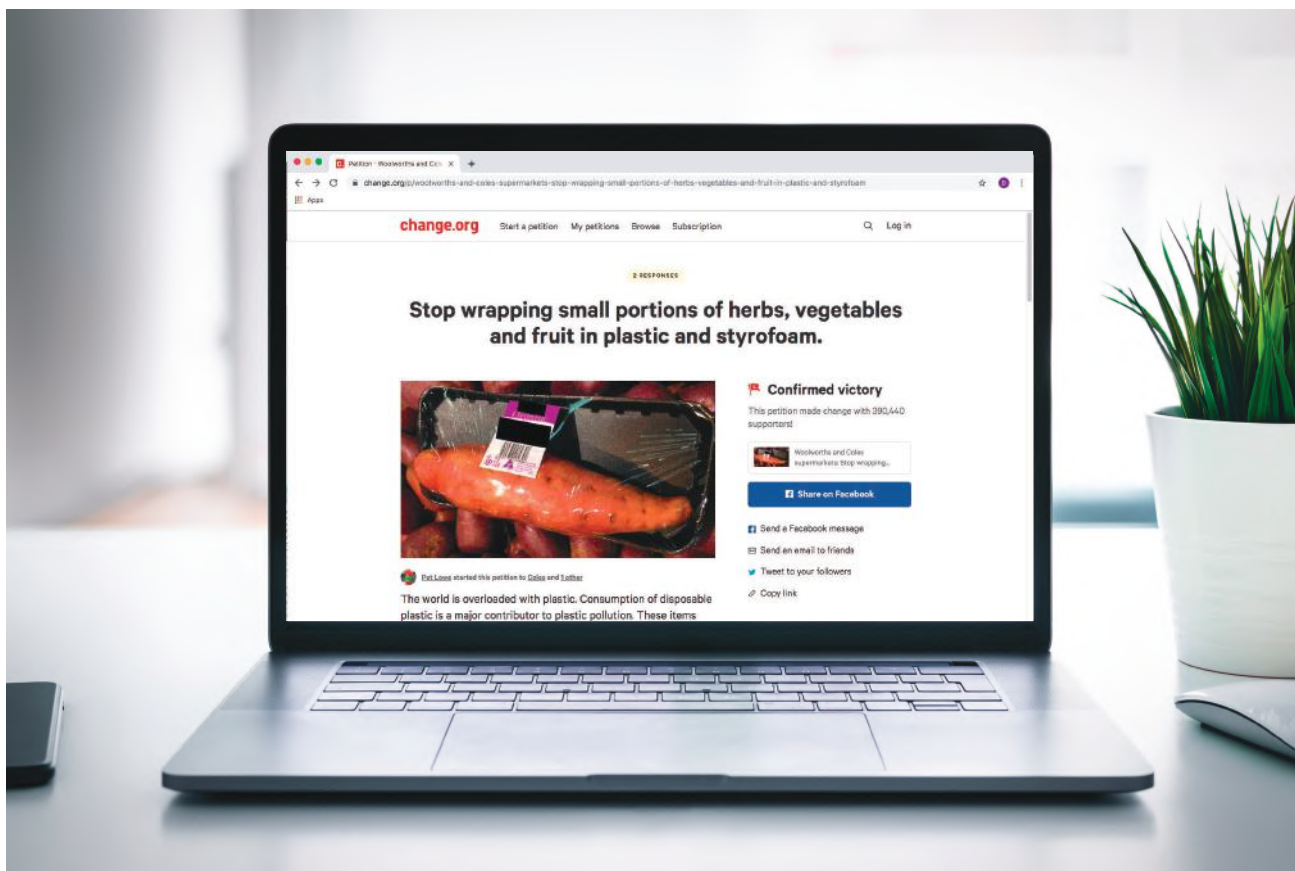 Petition · Woolworths and Col
change.org/p/woolworths-and-coles-supermarkets-stop-wrapping-small-portions-of-herbs-vegetables-and-fruit-in-plastic-and-styrofoam
Apps
change.org Start a petition My petitions Browse Subscription Log in
2 RESPONSES
Stop wrapping small portions of herbs, vegetables
and fruit in plastic and styrofoam.
Confirmed victory
This petition made change with 390,440
supporters!
Woolworths and Coles
supermarkets: Stop wrapping...
Share on Facebook
Send a Facebook message
Send an email to friends
Tweet to your followers
Copy link
Pat Lowe started this petition to Coles and 1 other
The world is overloaded with plastic. Consumption of disposable
plastic is a major contributor to plastic pollution. These items